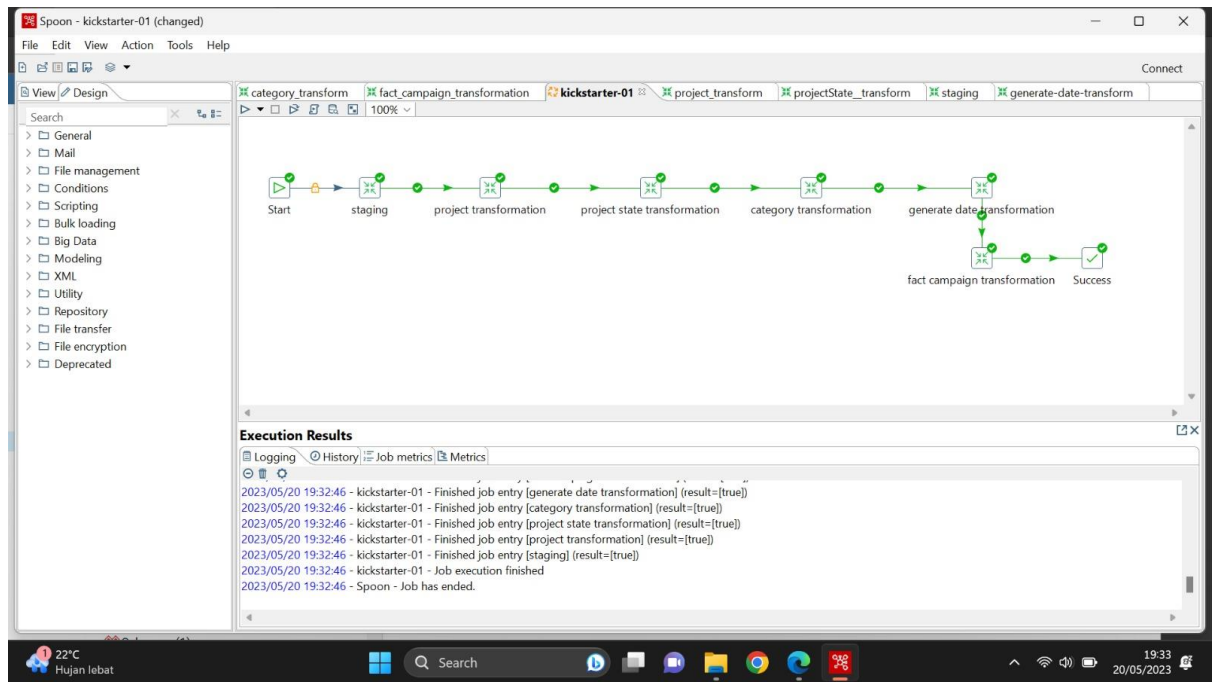 Spoon - kickstarter-01 (changed)
File Edit View Action Tools Help
Connect
View Design
category_transform fact_campaign_transformation kickstarter-01 project_transform projectState__transform staging generate-date-transform
Search
100%
General
Mail
File management
Conditions
Scripting
Bulk loading
Big Data
Modeling
XML
Utility
Repository
File transfer
File encryption
Deprecated
Start staging project transformation project state transformation category transformation generate date transformation
fact campaign transformation Success
Execution Results
Logging History Job metrics Metrics
2023/05/20 19:32:46 - kickstarter-01 - Finished job entry [generate date transformation] (result=[true])
2023/05/20 19:32:46 - kickstarter-01 - Finished job entry [category transformation] (result=[true])
2023/05/20 19:32:46 - kickstarter-01 - Finished job entry [project state transformation] (result=[true])
2023/05/20 19:32:46 - kickstarter-01 - Finished job entry [project transformation] (result=[true])
2023/05/20 19:32:46 - kickstarter-01 - Finished job entry [staging] (result=[true])
2023/05/20 19:32:46 - kickstarter-01 - Job execution finished
2023/05/20 19:32:46 - Spoon - Job has ended.
1
22°C
Hujan lebat
Search
19:33
20/05/2023